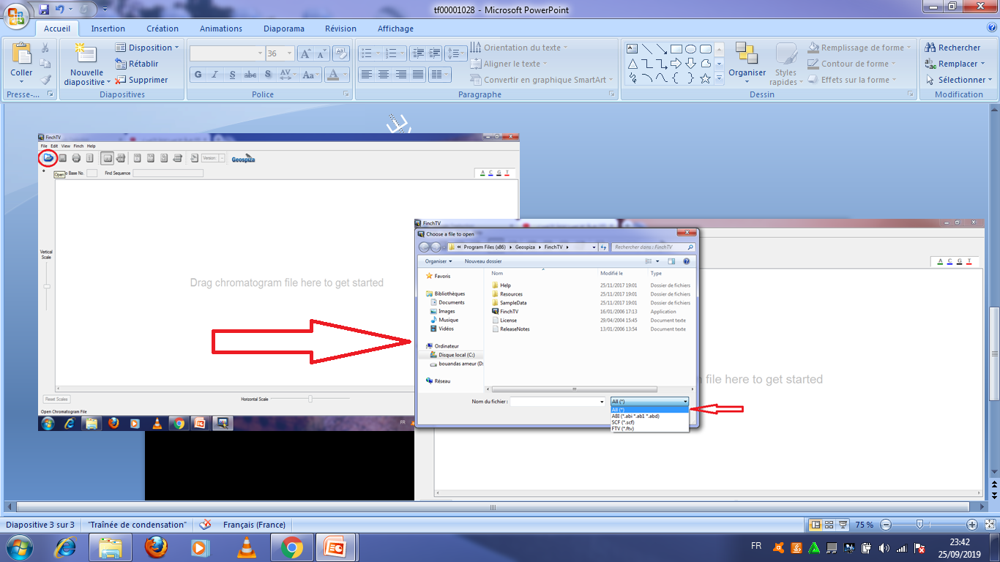 tf00001028 - Microsoft PowerPoint
Accueil Insertion Création Animations Diaporama Révision Affichage
Coller
Presse-...
Nouvelle diapositive
Disposition
Rétablir
Supprimer
Diapositives
36
G I S abc S AV Aa A
Police
Paragraphe
Orientation du texte
Aligner le texte
Convertir en graphique SmartArt
Organiser
Styles rapides
Remplissage de forme
Contour de forme
Effets sur la forme
Dessin
Rechercher
Remplacer
Sélectionner
Modification
FinchTV
File Edit View Finch Help
Version:
Geospiza
Open
Base No. Find Sequence
A C G T
Vertical
Scale
Drag chromatogram file here to get started
Reset Scales
Horizontal Scale
Open Chromatogram File
FR
FinchTV
Choose a file to open
« Program Files (x86) Geospiza FinchTV
Rechercher dans : FinchTV
Organiser Nouveau dossier
Favoris
Bibliothèques
Documents
Images
Musique
Vidéos
Ordinateur
Disque local (C:)
bouandas ameur (D:
Réseau
Nom Modifié le Type
Help 25/11/2017 19:01 Dossier de fichiers
Resources 25/11/2017 19:01 Dossier de fichiers
SampleData 25/11/2017 19:01 Dossier de fichiers
FinchTV 16/01/2006 17:13 Application
License 29/04/2004 15:45 Document texte
ReleaseNotes 13/01/2006 13:54 Document texte
Nom du fichier :
All (*)
All (*)
ABI (*.abi *.ab1 *.abd)
SCF (*.scf)
FTV (*.ftv)
A C G T
file here to get started
Diapositive 3 sur 3 "Traînée de condensation" Français (France)
75 %
FR
23:42
25/09/2019